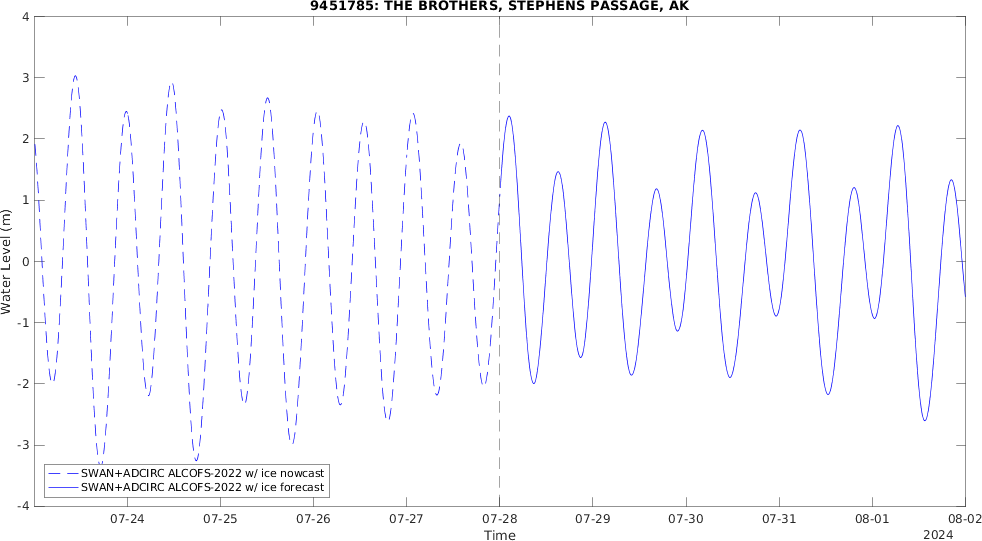 9451785: THE BROTHERS, STEPHENS PASSAGE, AK
4
3
2
1
0
-1
-2
-3
-4
Water Level (m)
SWAN+ADCIRC ALCOFS-2022 w/ ice nowcast
SWAN+ADCIRC ALCOFS-2022 w/ ice forecast
07-24 07-25 07-26 07-27 07-28 07-29 07-30 07-31 08-01 08-02
Time
2024